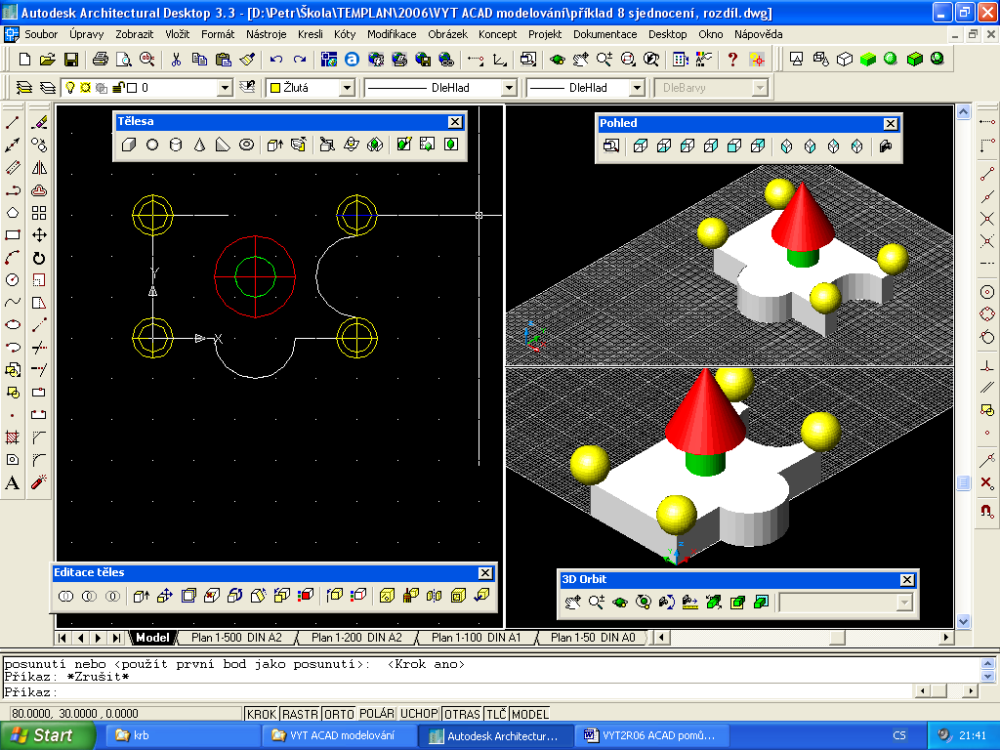 Autodesk Architectural Desktop 3.3 - [D:\Petr\Škola\TEMPLAN\2006\VYT ACAD modelování\příklad 8 sjednocení, rozdíl.dwg]
Soubor Úpravy Zobrazit Vložit Formát Nástroje Kresli Kóty Modifikace Obrázek Koncept Projekt Dokumentace Desktop Okno Nápověda
0 Žlutá DleHlad DleHlad DleBarvy
Tělesa
Pohled
Y
X
Editace těles
3D Orbit
Model Plan 1-500 DIN A2 Plan 1-200 DIN A2 Plan 1-100 DIN A1 Plan 1-50 DIN A0
posunutí nebo <použít první bod jako posunutí>: <Krok ano>
Příkaz: *Zrušit*
Příkaz:
80.0000, 30.0000 , 0.0000 KROK RASTR ORTO POLÁR UCHOP OTRAS TLČ MODEL
Start krb VYT ACAD modelování Autodesk Architectur... VYT2R06 ACAD pomů... CS 21:41